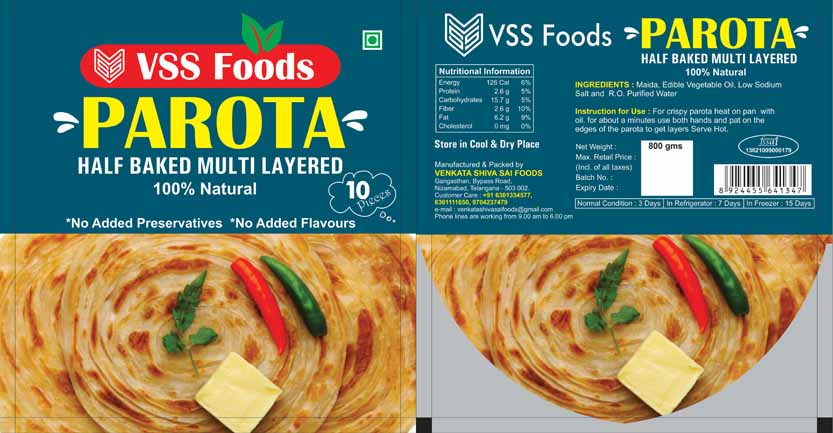 VSS Foods
PAROTA
HALF BAKED MULTI LAYERED
100% Natural
10 Pieces
*No Added Preservatives *No Added Flavours
VSS Foods
PAROTA
HALF BAKED MULTI LAYERED
100% Natural
Nutritional Information
Energy 126 Cal 6%
Protein 2.6 g 5%
Carbohydrates 15.7 g 5%
Fiber 2.6 g 10%
Fat 6.2 g 9%
Cholesterol 0 mg 0%
Store in Cool & Dry Place
Manufactured & Packed by
VENKATA SHIVA SAI FOODS
Gangasthan, Bypass Road,
Nizamabad, Telangana - 503 002.
Customer Care : +91 6301334577,
6301111650, 9704237479
e-mail : venkatashivasaifoods@gmail.com
Phone lines are working from 9.00 am to 6.00 pm
INGREDIENTS : Maida, Edible Vegetable Oil, Low Sodium
Salt and R.O. Purified Water
Instruction for Use : For crispy parota heat on pan with
oil. for about a minutes use both hands and pat on the
edges of the parota to get layers Serve Hot.
Net Weight : 800 gms
Max. Retail Price :
(Incl. of all taxes)
Batch No. :
Expiry Date :
fssai
13621009000179
8 924455 641347
Normal Condition : 3 Days In Refrigerator : 7 Days In Freezer : 15 Days